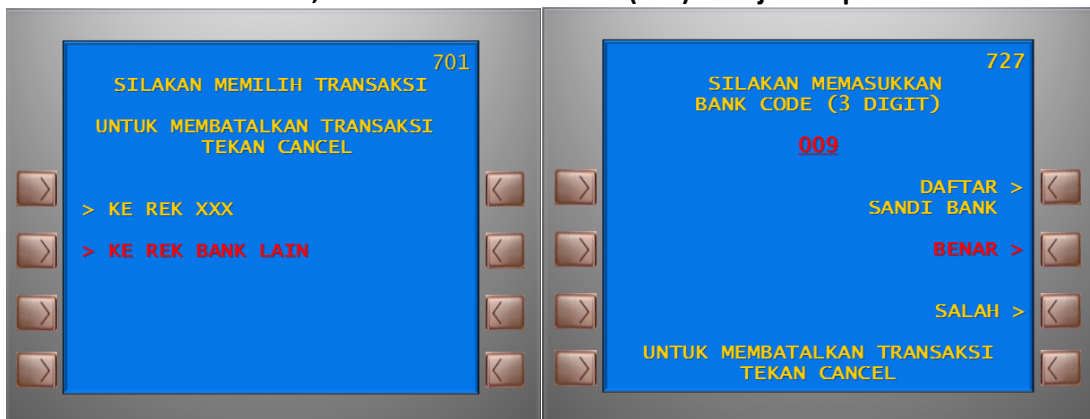 701
SILAKAN MEMILIH TRANSAKSI
UNTUK MEMBATALKAN TRANSAKSI
TEKAN CANCEL
> KE REK XXX
> KE REK BANK LAIN
727
SILAKAN MEMASUKKAN
BANK CODE (3 DIGIT)
009
DAFTAR >
SANDI BANK
BENAR >
SALAH >
UNTUK MEMBATALKAN TRANSAKSI
TEKAN CANCEL